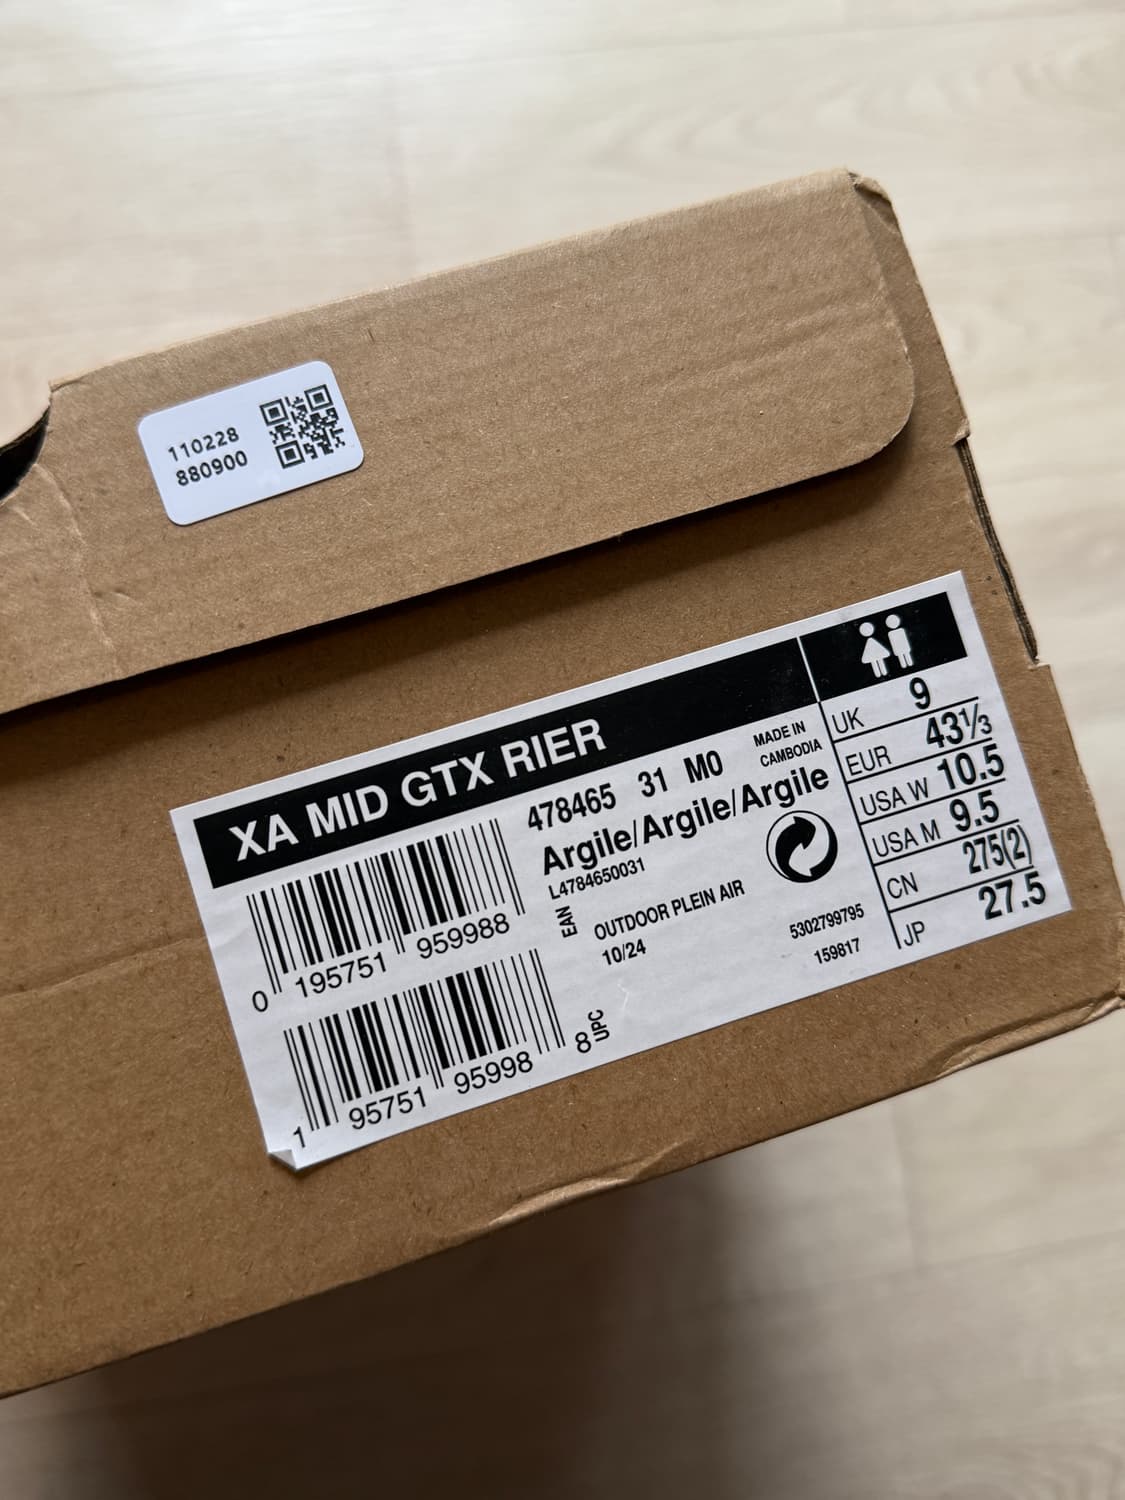 110228
880900
XA MID GTX RIER
478465 31 M0
MADE IN
CAMBODIA
Argile/Argile/Argile
L4784650031
EAN
OUTDOOR PLEIN AIR
10/24
5302799795
159817
0 195751 959988
1 95751 95998 8
UPC
UK 9
EUR 43⅓
USA W 10.5
USA M 9.5
CN 275(2)
JP 27.5